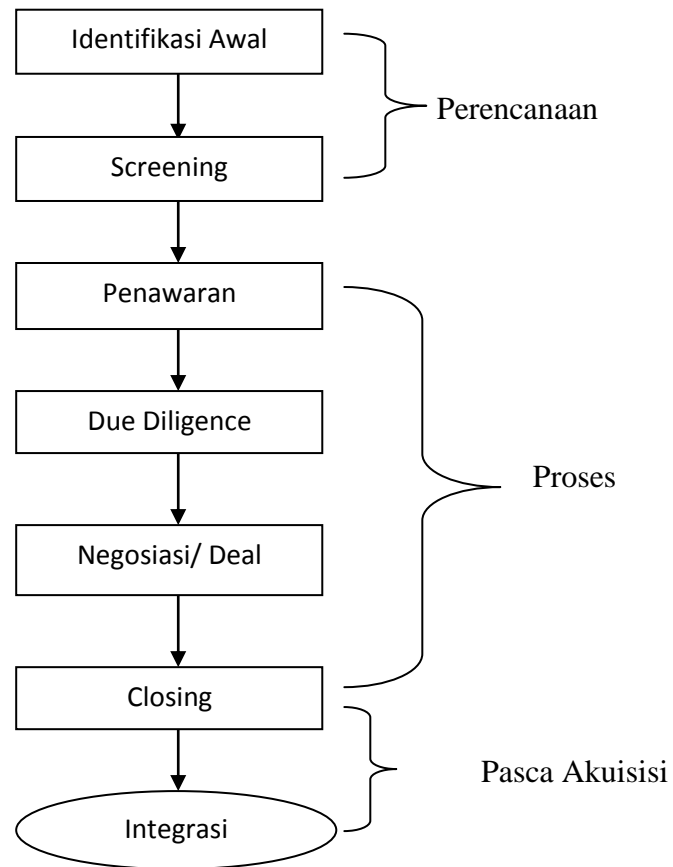 Identifikasi Awal
Perencanaan
Screening
Penawaran
Due Diligence
Proses
Negosiasi/ Deal
Closing
Pasca Akuisisi
Integrasi